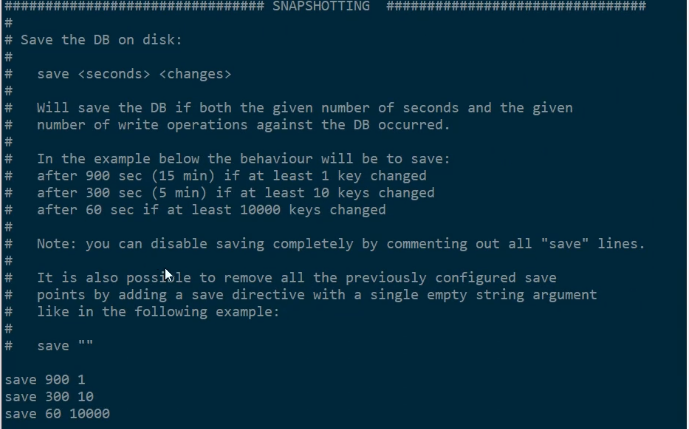 ################################ SNAPSHOTTING  ################################
#
# Save the DB on disk:
#
#   save <seconds> <changes>
#
#   Will save the DB if both the given number of seconds and the given
#   number of write operations against the DB occurred.
#
#   In the example below the behaviour will be to save:
#   after 900 sec (15 min) if at least 1 key changed
#   after 300 sec (5 min) if at least 10 keys changed
#   after 60 sec if at least 10000 keys changed
#
#   Note: you can disable saving completely by commenting out all "save" lines.
#
#   It is also possible to remove all the previously configured save
#   points by adding a save directive with a single empty string argument
#   like in the following example:
#
#   save ""

save 900 1
save 300 10
save 60 10000